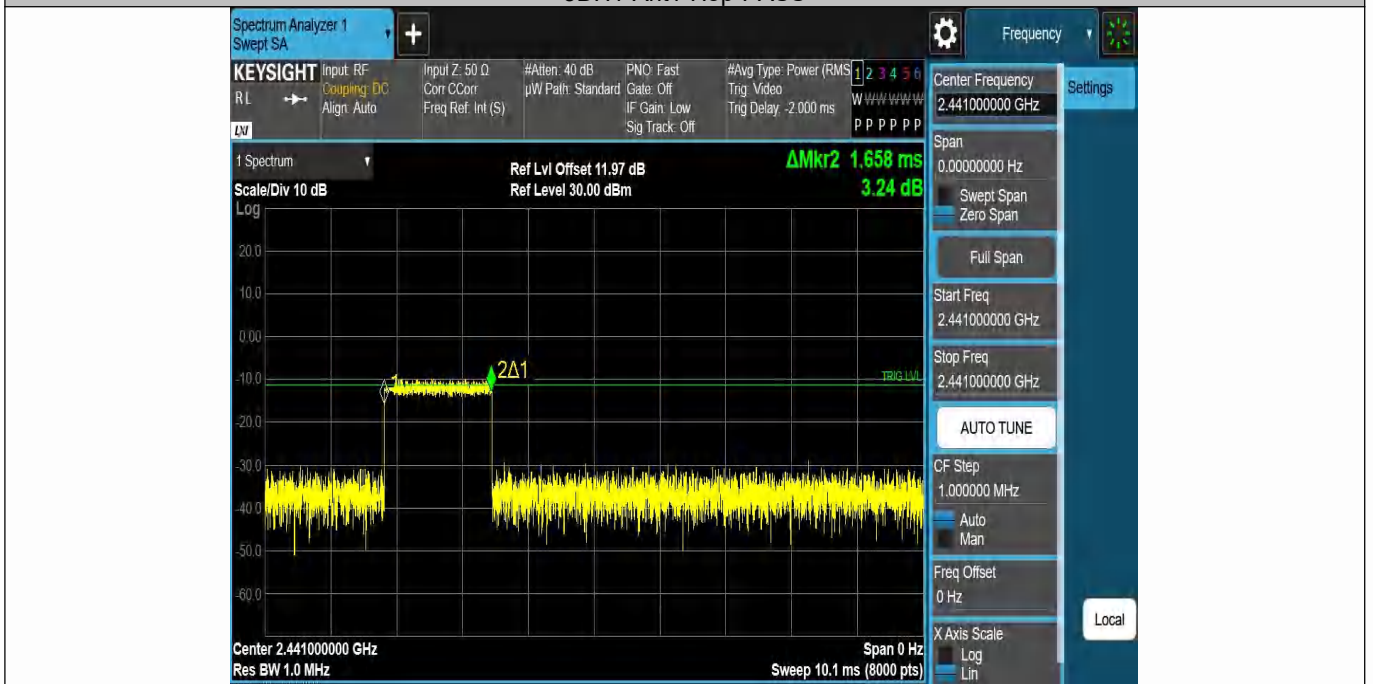 Spectrum Analyzer 1
Swept SA
+
Frequency
KEYSIGHT
Input: RF
Input Z: 50 Ω
#Atten: 40 dB
PNO: Fast
#Avg Type: Power (RMS
1 2 3 4 5 6
RL
Coupling: DC
Corr CCorr
µW Path: Standard
Gate: Off
Trig: Video
W W W W W W
Align: Auto
Freq Ref: Int (S)
IF Gain: Low
Trig Delay: -2.000 ms
P P P P P P
Sig Track: Off
LXI
Center Frequency
2.441000000 GHz
Settings
1 Spectrum
Ref Lvl Offset 11.97 dB
ΔMkr2 1.658 ms
Scale/Div 10 dB
Ref Level 30.00 dBm
3.24 dB
Log
20.0
10.0
0.00
-10.0
-20.0
-30.0
-40.0
-50.0
-60.0
1
2Δ1
TRIG LVL
Center 2.441000000 GHz
Span 0 Hz
Res BW 1.0 MHz
Sweep 10.1 ms (8000 pts)
Span
0.00000000 Hz
Swept Span
Zero Span
Full Span
Start Freq
2.441000000 GHz
Stop Freq
2.441000000 GHz
AUTO TUNE
CF Step
1.000000 MHz
Auto
Man
Freq Offset
0 Hz
X Axis Scale
Log
Lin
Local